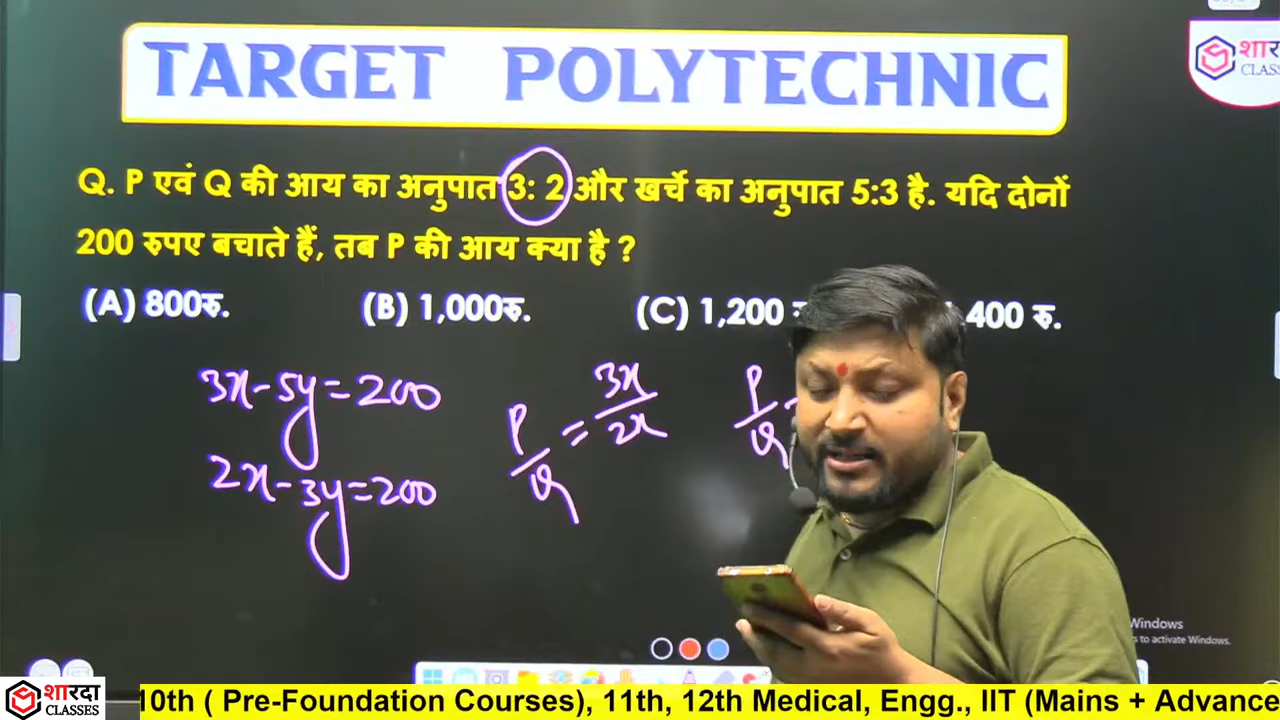 TARGET POLYTECHNIC
शारदा
CLASSES
Q. P एवं Q की आय का अनुपात 3: 2 और खर्चे का अनुपात 5:3 है. यदि दोनों
200 रुपए बचाते हैं, तब P की आय क्या है ?
(A) 800रु. (B) 1,000रु. (C) 1,200 400 रु.
3x-5y=200
P/Q = 3x/2x
P/Q
2x-3y=200
Windows
to activate Windows.
शारदा
CLASSES
10th ( Pre-Foundation Courses), 11th, 12th Medical, Engg., IIT (Mains + Advance